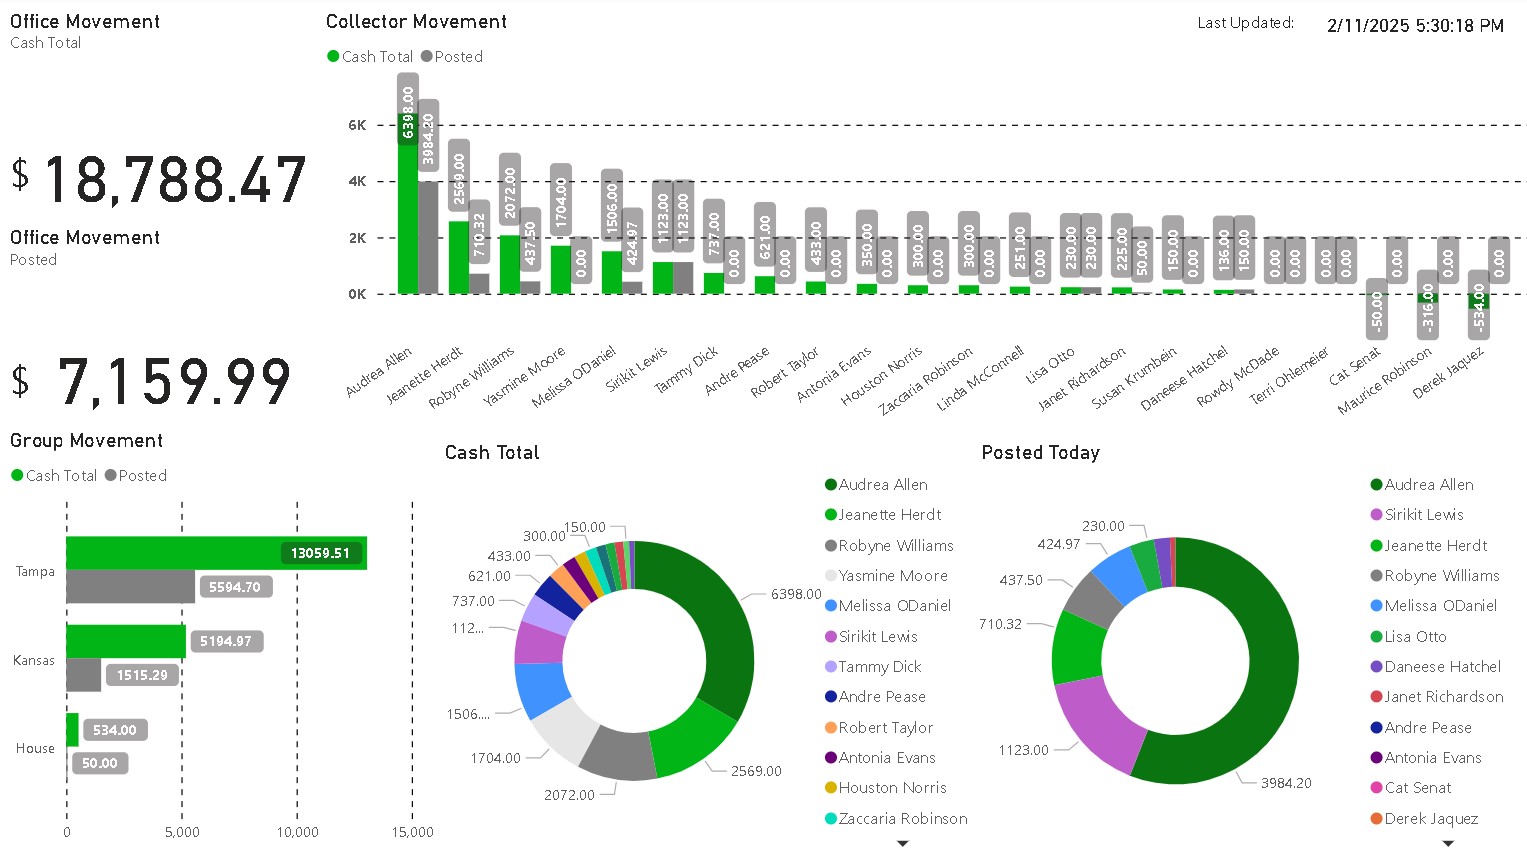 Office Movement
Cash Total
$ 18,788.47
Office Movement
Posted
$ 7,159.99
Collector Movement
Last Updated: 2/11/2025 5:30:18 PM
Cash Total Posted
6K
4K
2K
0K
6398.00 3984.20 2569.00 710.32 2072.00 437.50 1704.00 0.00 1506.00 424.97 1123.00 1123.00 737.00 0.00 621.00 0.00 433.00 0.00 350.00 0.00 300.00 0.00 300.00 0.00 251.00 0.00 230.00 230.00 225.00 50.00 150.00 0.00 136.00 150.00 0.00 0.00 0.00 0.00 -50.00 0.00 -316.00 0.00 -534.00 0.00
Audrea Allen
Jeanette Herdt
Robyne Williams
Yasmine Moore
Melissa ODaniel
Sirikit Lewis
Tammy Dick
Andre Pease
Robert Taylor
Antonia Evans
Houston Norris
Zaccaria Robinson
Linda McConnell
Lisa Otto
Janet Richardson
Susan Krumbein
Daneese Hatchel
Rowdy McDade
Terri Ohlemeier
Cat Senat
Maurice Robinson
Derek Jaquez
Group Movement
Cash Total Posted
Tampa
13059.51
5594.70
Kansas
5194.97
1515.29
House
534.00
50.00
0 5,000 10,000 15,000
Cash Total
150.00
300.00
433.00
621.00
737.00
112...
1506....
1704.00
2072.00
2569.00
6398.00
Audrea Allen
Jeanette Herdt
Robyne Williams
Yasmine Moore
Melissa ODaniel
Sirikit Lewis
Tammy Dick
Andre Pease
Robert Taylor
Antonia Evans
Houston Norris
Zaccaria Robinson
Posted Today
230.00
424.97
437.50
710.32
1123.00
3984.20
Audrea Allen
Sirikit Lewis
Jeanette Herdt
Robyne Williams
Melissa ODaniel
Lisa Otto
Daneese Hatchel
Janet Richardson
Andre Pease
Antonia Evans
Cat Senat
Derek Jaquez